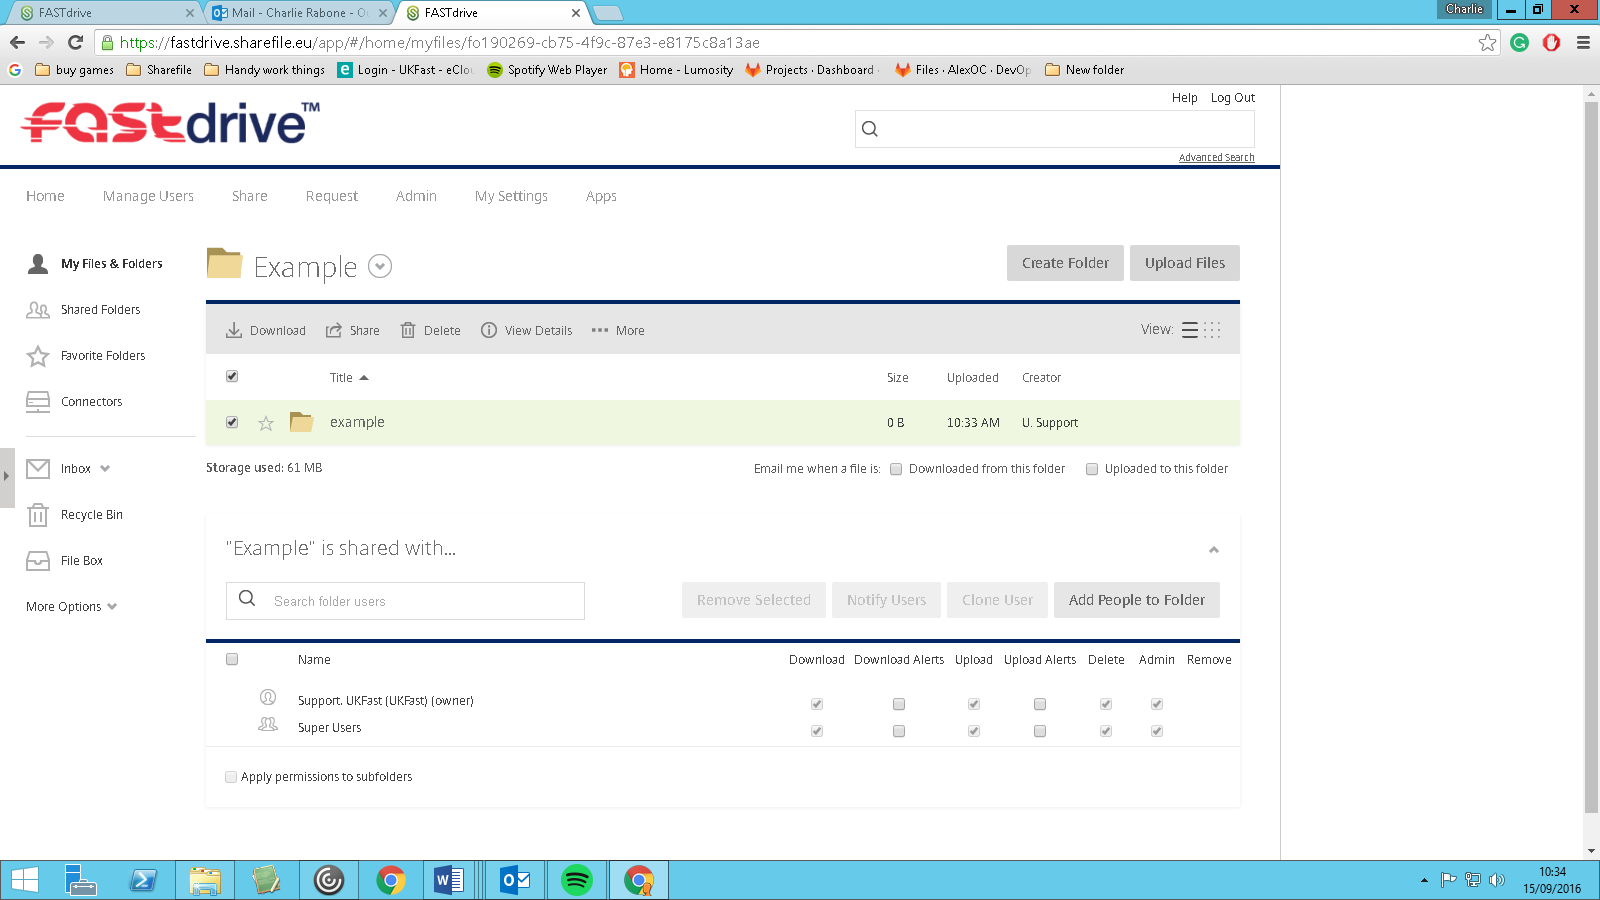 FASTdrive
Mail - Charlie Rabone - Ou
FASTdrive
Charlie
https://fastdrive.sharefile.eu/app/#/home/myfiles/fo190269-cb75-4f9c-87e3-e8175c8a13ae
buy games
Sharefile
Handy work things
Login - UKFast - eClou
Spotify Web Player
Home - Lumosity
Projects · Dashboard ·
Files · AlexOC · DevOp
New folder
FASTdrive™
Help Log Out
Advanced Search
Home Manage Users Share Request Admin My Settings Apps
My Files & Folders
Shared Folders
Favorite Folders
Connectors
Inbox
Recycle Bin
File Box
More Options
Example
Create Folder Upload Files
Download Share Delete View Details More View:
Title Size Uploaded Creator
example 0 B 10:33 AM U. Support
Storage used: 61 MB Email me when a file is: Downloaded from this folder Uploaded to this folder
"Example" is shared with...
Search folder users Remove Selected Notify Users Clone User Add People to Folder
Name Download Download Alerts Upload Upload Alerts Delete Admin Remove
Support. UKFast (UKFast) (owner)
Super Users
Apply permissions to subfolders
10:34
15/09/2016